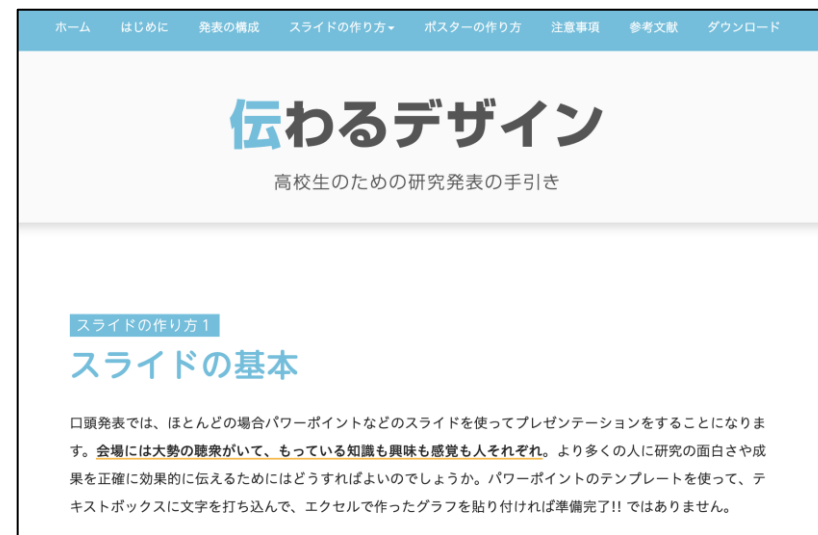 ホーム はじめに 発表の構成 スライドの作り方 ポスターの作り方 注意事項 参考文献 ダウンロード
伝わるデザイン
高校生のための研究発表の手引き
スライドの作り方1
スライドの基本
口頭発表では、ほとんどの場合パワーポイントなどのスライドを使ってプレゼンテーションをすることになりま
す。会場には大勢の聴衆がいて、もっている知識も興味も感覚も人それぞれ。より多くの人に研究の面白さや成
果を正確に効果的に伝えるためにはどうすればよいのでしょうか。パワーポイントのテンプレートを使って、テ
キストボックスに文字を打ち込んで、エクセルで作ったグラフを貼り付ければ準備完了!! ではありません。